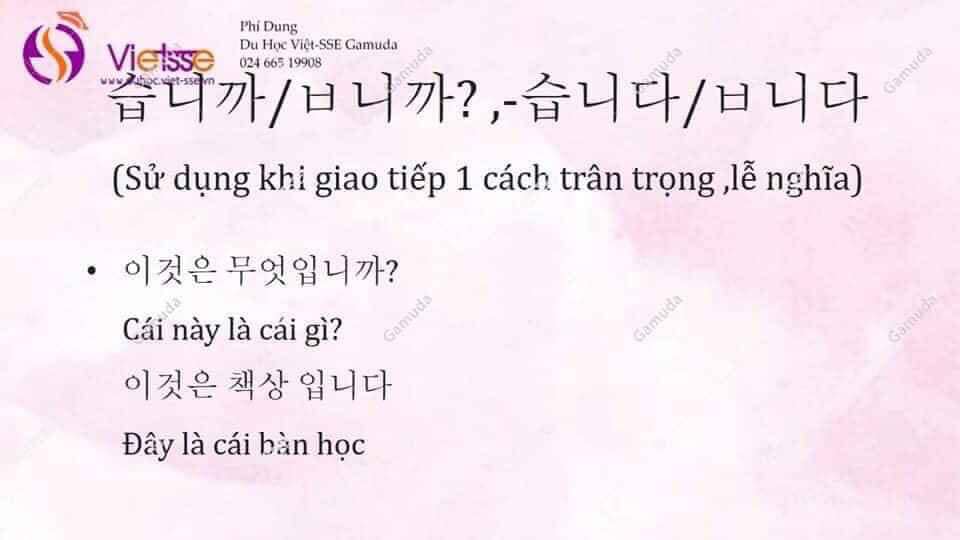 Phí Dung
Du Học Việt-SSE Gamuda
024 665 19908
Vietsse
www.duhoc.viet-sse.vn
습니까/ㅂ니까? ,-습니다/ㅂ니다
(Sử dụng khi giao tiếp 1 cách trân trọng ,lễ nghĩa)
• 이것은 무엇입니까?
Cái này là cái gì?
이것은 책상 입니다
Đây là cái bàn học
Gamuda
Gamuda
Gamuda
Gamuda
Gamuda
Gamuda